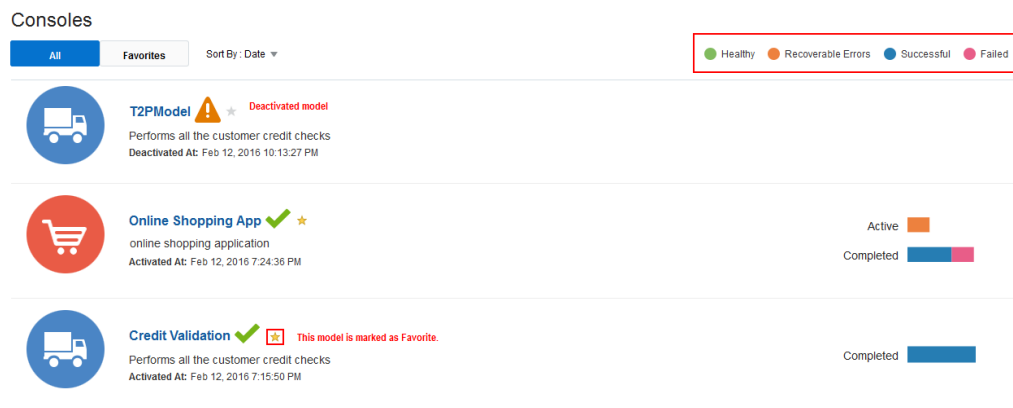 Consoles
All Favorites Sort By : Date Healthy Recoverable Errors Successful Failed
T2PModel Deactivated model
Performs all the customer credit checks
Deactivated At: Feb 12, 2016 10:13:27 PM
Online Shopping App
Active
online shopping application
Completed
Activated At: Feb 12, 2016 7:24:36 PM
Credit Validation This model is marked as Favorite.
Performs all the customer credit checks
Completed
Activated At: Feb 12, 2016 7:15:50 PM